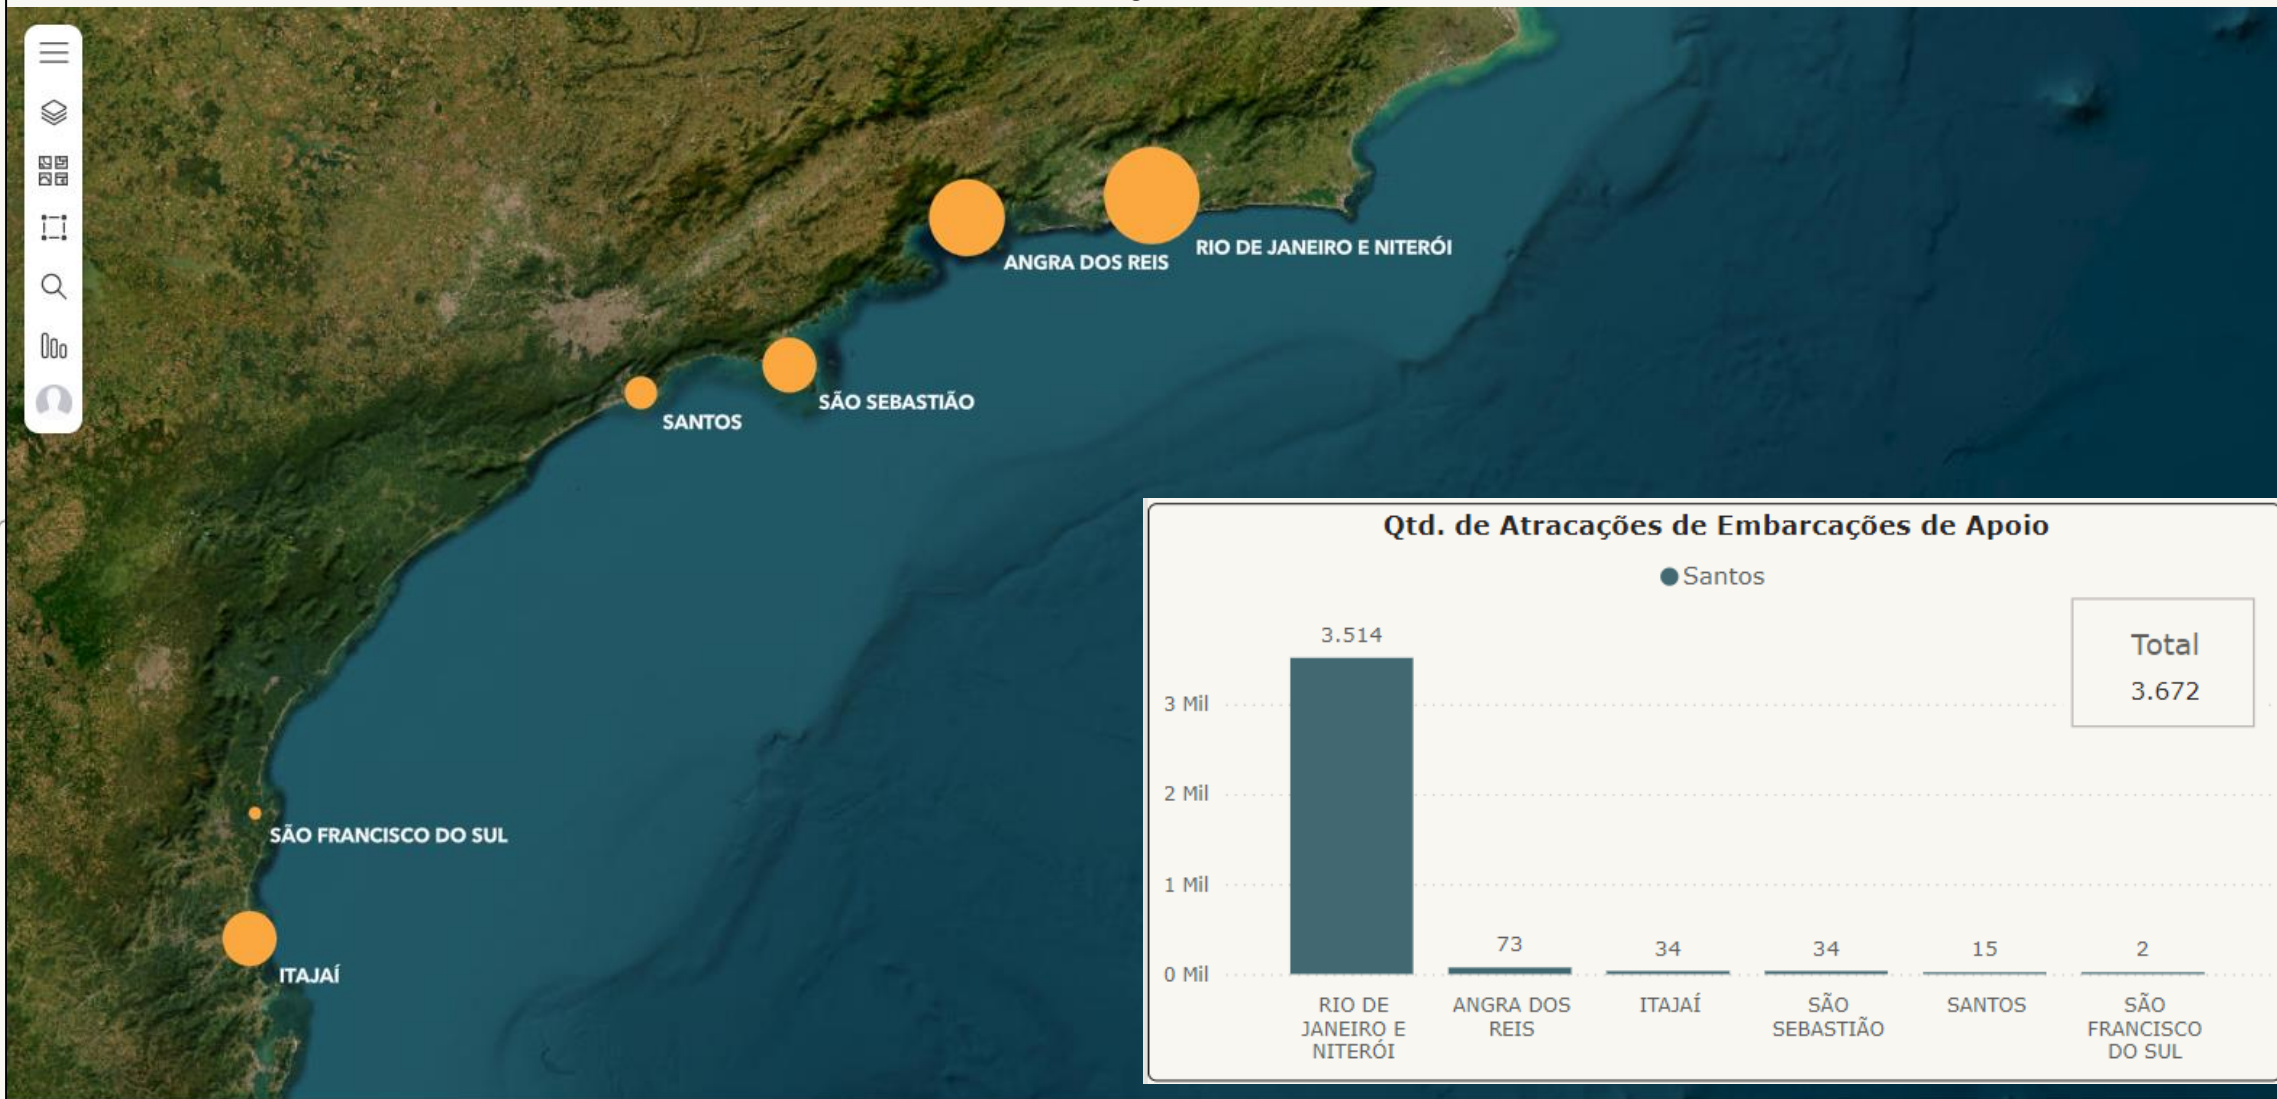 RIO DE JANEIRO E NITERÓI
ANGRA DOS REIS
SÃO SEBASTIÃO
SANTOS
SÃO FRANCISCO DO SUL
ITAJAÍ
Qtd. de Atracações de Embarcações de Apoio
Santos
Total
3.672
3.514
3 Mil
2 Mil
1 Mil
0 Mil
73
34
34
15
2
RIO DE
JANEIRO E
NITERÓI
ANGRA DOS
REIS
ITAJAÍ
SÃO
SEBASTIÃO
SANTOS
SÃO
FRANCISCO
DO SUL